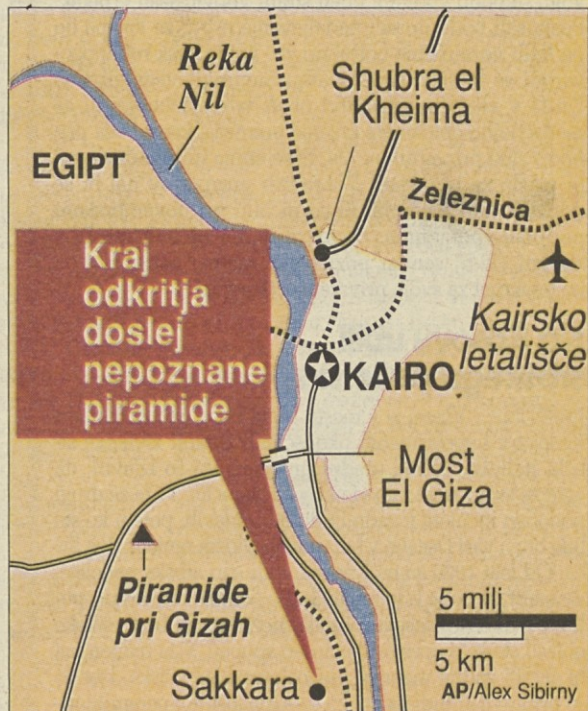 Reka
Nil
Shubra el
Kheima
EGIPT
Železnica
Kraj
odkritja
doslej
nepoznane
piramide
Kairsko
letališče
KAIRO
Most
El Giza
Piramide
pri Gizah
5 milj
5 km
Sakkara
AP/Alex Sibirny